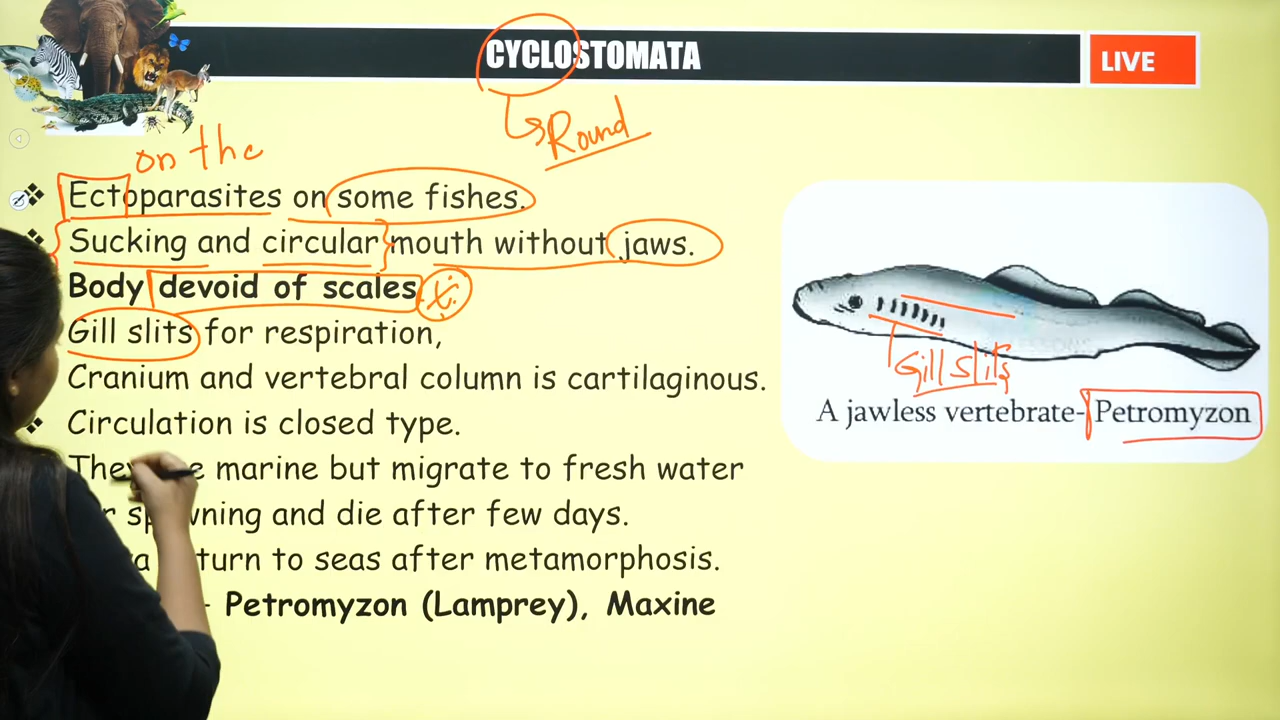 CYCLOSTOMATA
LIVE
Round
on the
Ectoparasites on some fishes.
Sucking and circular mouth without jaws.
Body devoid of scales
Gill slits for respiration,
Gill slits
Cranium and vertebral column is cartilaginous.
A jawless vertebrate- Petromyzon
Circulation is closed type.
marine but migrate to fresh water
and die after few days.
to seas after metamorphosis.
- Petromyzon (Lamprey), Maxine